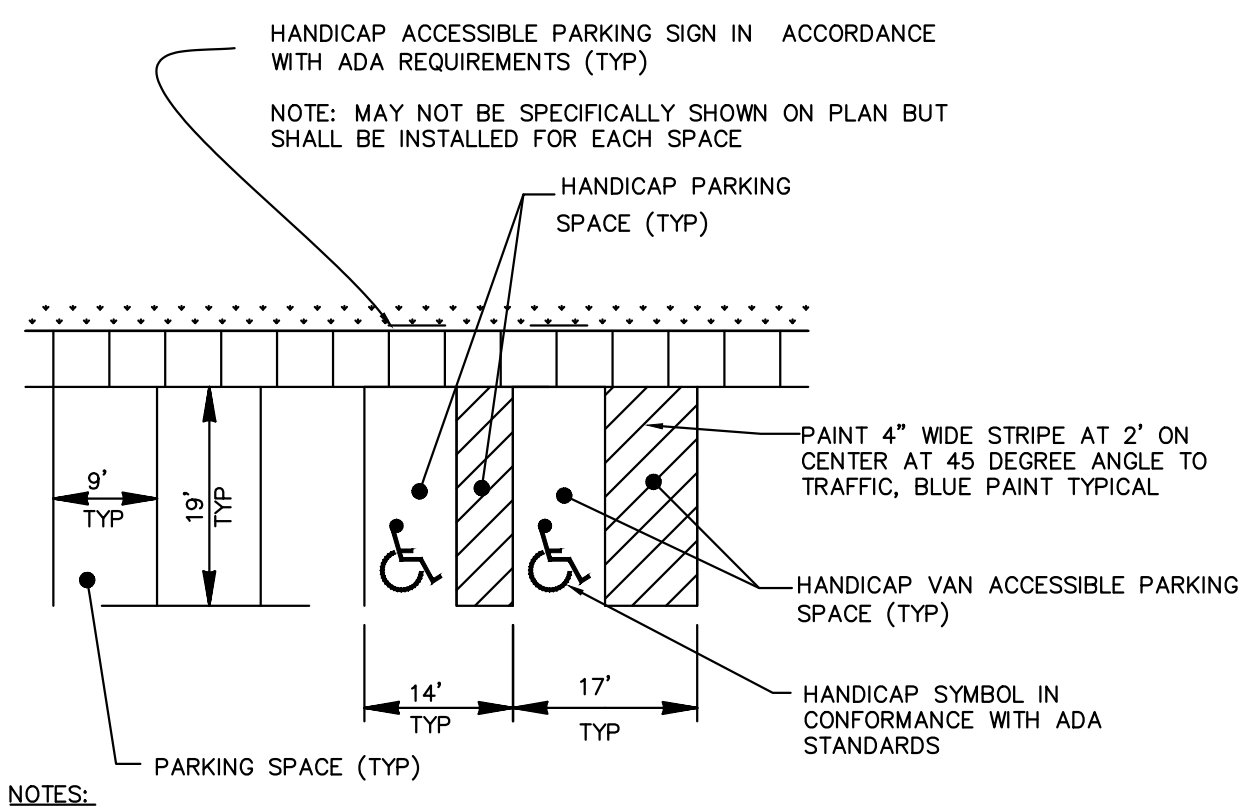 HANDICAP ACCESSIBLE PARKING SIGN IN ACCORDANCE
WITH ADA REQUIREMENTS (TYP)
NOTE: MAY NOT BE SPECIFICALLY SHOWN ON PLAN BUT
SHALL BE INSTALLED FOR EACH SPACE
HANDICAP PARKING
SPACE (TYP)
PAINT 4" WIDE STRIPE AT 2' ON
CENTER AT 45 DEGREE ANGLE TO
TRAFFIC, BLUE PAINT TYPICAL
9'
TYP
19'
TYP
HANDICAP VAN ACCESSIBLE PARKING
SPACE (TYP)
14'
TYP
17'
TYP
HANDICAP SYMBOL IN
CONFORMANCE WITH ADA
STANDARDS
PARKING SPACE (TYP)
NOTES: